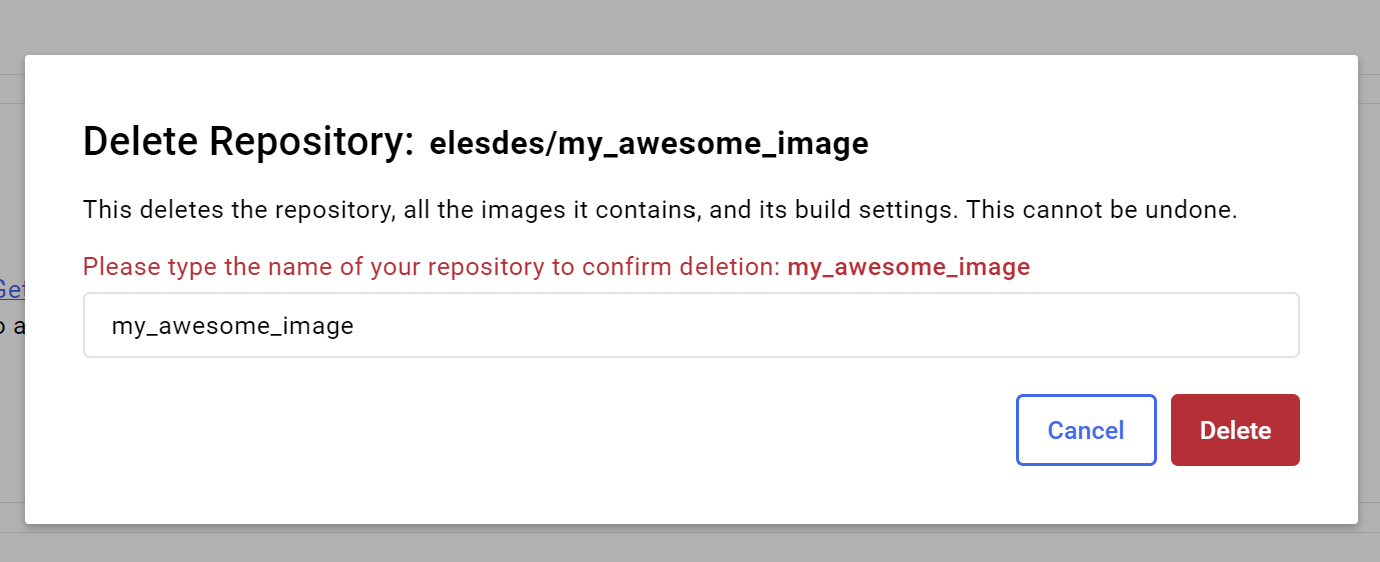 Delete Repository: elesdes/my_awesome_image
This deletes the repository, all the images it contains, and its build settings. This cannot be undone.
Please type the name of your repository to confirm deletion: my_awesome_image
Get
my_awesome_image
o a
Cancel Delete